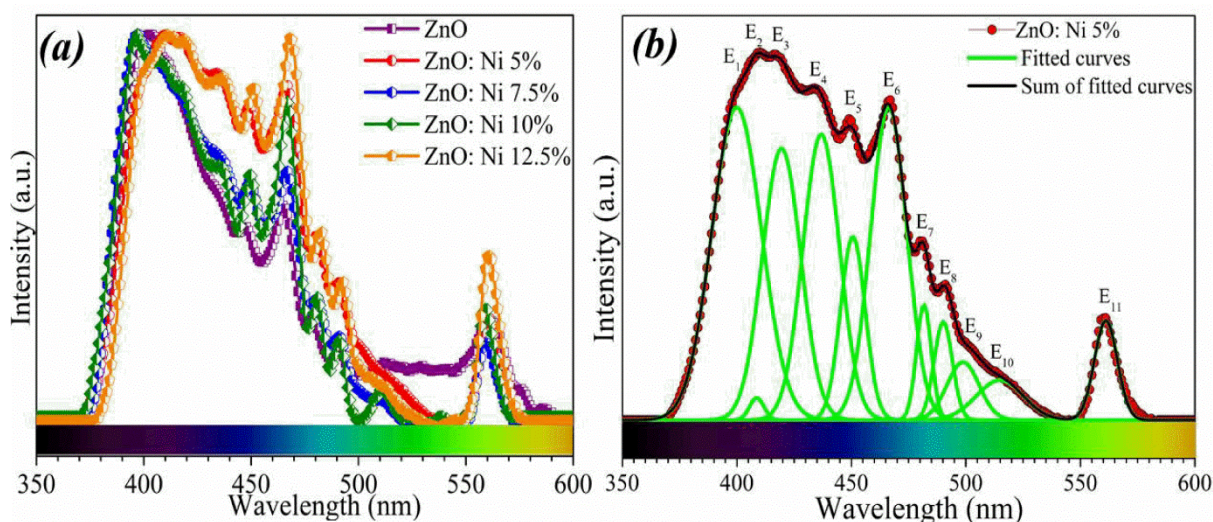 (a)
ZnO
ZnO: Ni 5%
ZnO: Ni 7.5%
ZnO: Ni 10%
ZnO: Ni 12.5%
Intensity (a.u.)
350 400 450 500 550 600
Wavelength (nm)
(b)
ZnO: Ni 5%
Fitted curves
Sum of fitted curves
E1
E2
E3
E4
E5
E6
E7
E8
E9
E10
E11
Intensity (a.u.)
350 400 450 500 550 600
Wavelength (nm)